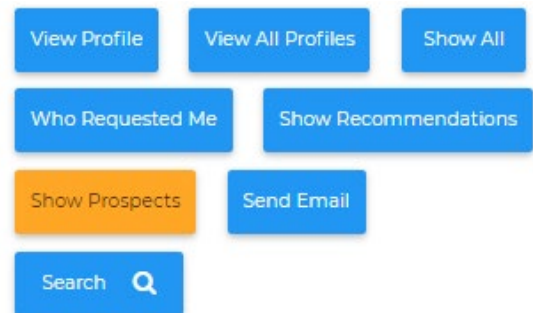 View Profile View All Profiles Show All
Who Requested Me Show Recommendations
Show Prospects Send Email
Search